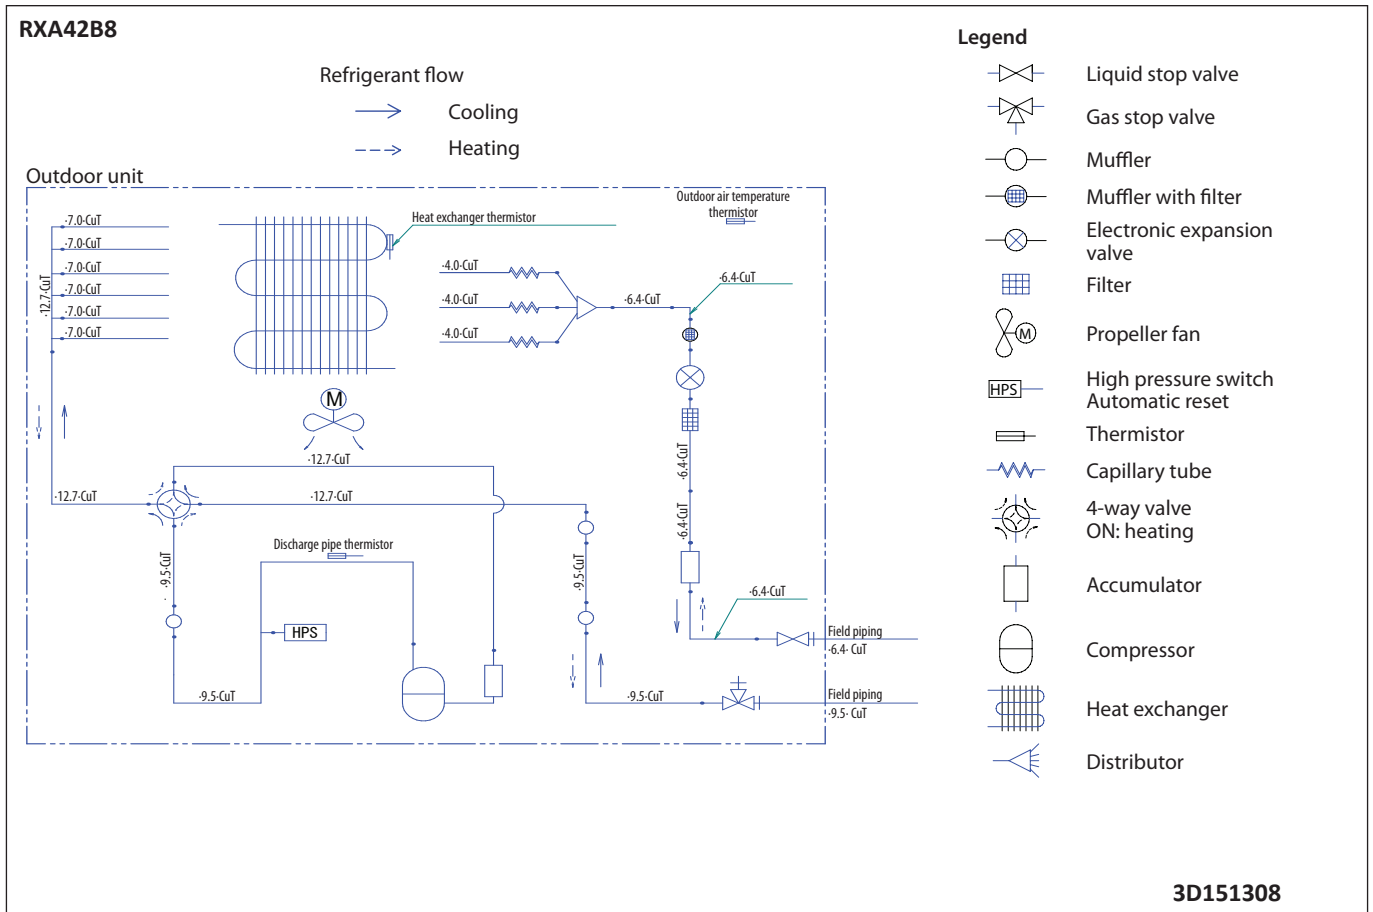 RXA42B8
Refrigerant flow
Cooling
Heating
Outdoor unit
·7.0·CuT
·7.0·CuT
·7.0·CuT
·7.0·CuT
·7.0·CuT
·7.0·CuT
·12.7·CuT
Heat exchanger thermistor
Outdoor air temperature
thermistor
·4.0·CuT
·4.0·CuT
·4.0·CuT
·6.4·CuT
·6.4·CuT
M
·12.7·CuT
·12.7·CuT
·12.7·CuT
·6.4·CuT
·6.4·CuT
Discharge pipe thermistor
·9.5·CuT
·9.5·CuT
HPS
·6.4·CuT
Field piping
·6.4· CuT
·9.5·CuT
·9.5·CuT
Field piping
·9.5· CuT
Legend
Liquid stop valve
Gas stop valve
Muffler
Muffler with filter
Electronic expansion
valve
Filter
M
Propeller fan
HPS
High pressure switch
Automatic reset
Thermistor
Capillary tube
4-way valve
ON: heating
Accumulator
Compressor
Heat exchanger
Distributor
3D151308